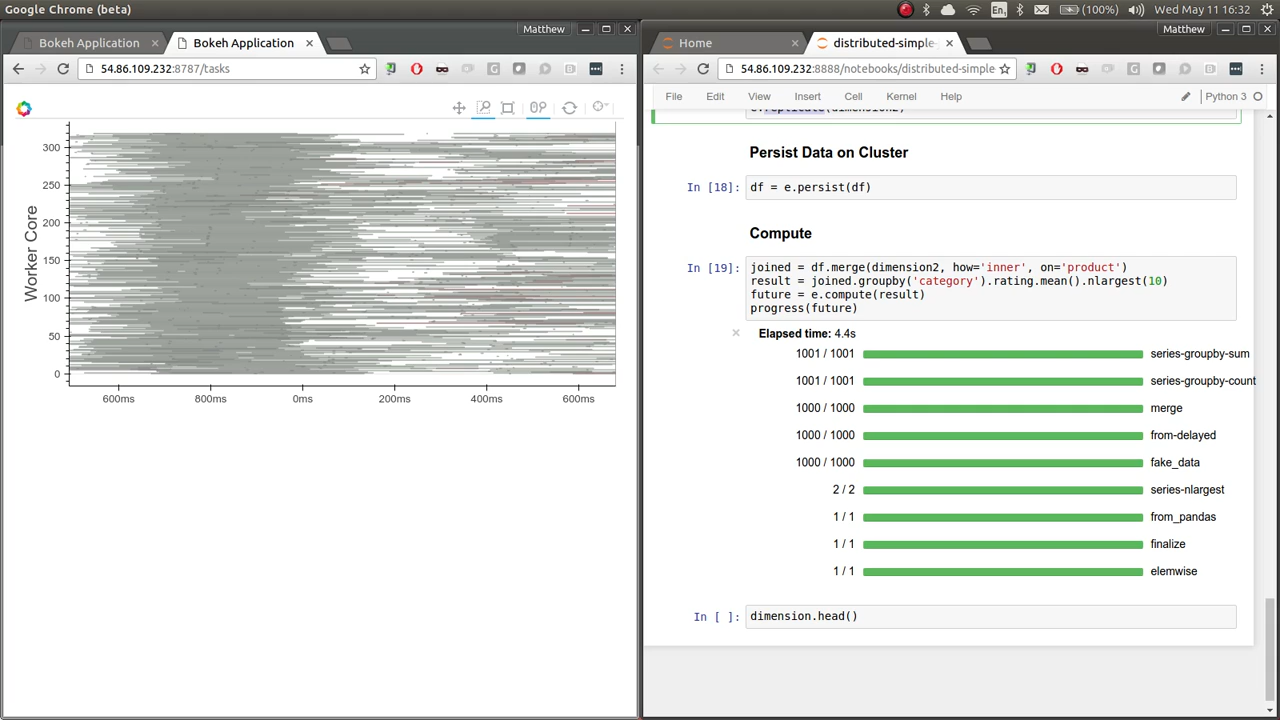 Google Chrome (beta)
En₁
(100%)
Wed May 11 16:32
Bokeh Application
Bokeh Application
Matthew
54.86.109.232:8787/tasks
300
250
200
150
100
50
0
Worker Core
600ms
800ms
0ms
200ms
400ms
600ms
Home
distributed-simple-
Matthew
54.86.109.232:8888/notebooks/distributed-simple
File Edit View Insert Cell Kernel Help
Python 3
e.replicate(dimension2)
Persist Data on Cluster
In [18]: df = e.persist(df)
Compute
In [19]: joined = df.merge(dimension2, how='inner', on='product')
result = joined.groupby('category').rating.mean().nlargest(10)
future = e.compute(result)
progress(future)
Elapsed time: 4.4s
1001 / 1001 series-groupby-sum
1001 / 1001 series-groupby-count
1000 / 1000 merge
1000 / 1000 from-delayed
1000 / 1000 fake_data
2 / 2 series-nlargest
1 / 1 from_pandas
1 / 1 finalize
1 / 1 elemwise
In [ ]: dimension.head()